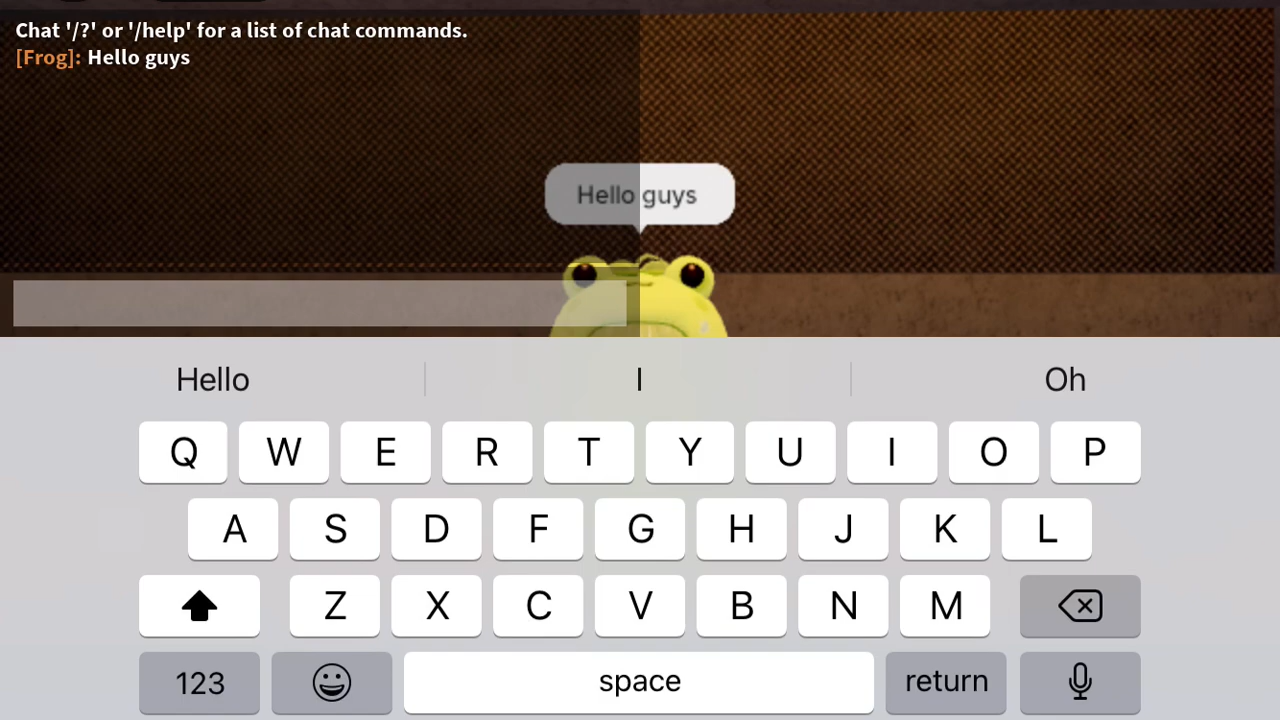 Chat '/?' or '/help' for a list of chat commands.
[Frog]: Hello guys
Hello guys
Hello I Oh
Q W E R T Y U I O P
A S D F G H J K L
Z X C V B N M
123 space return